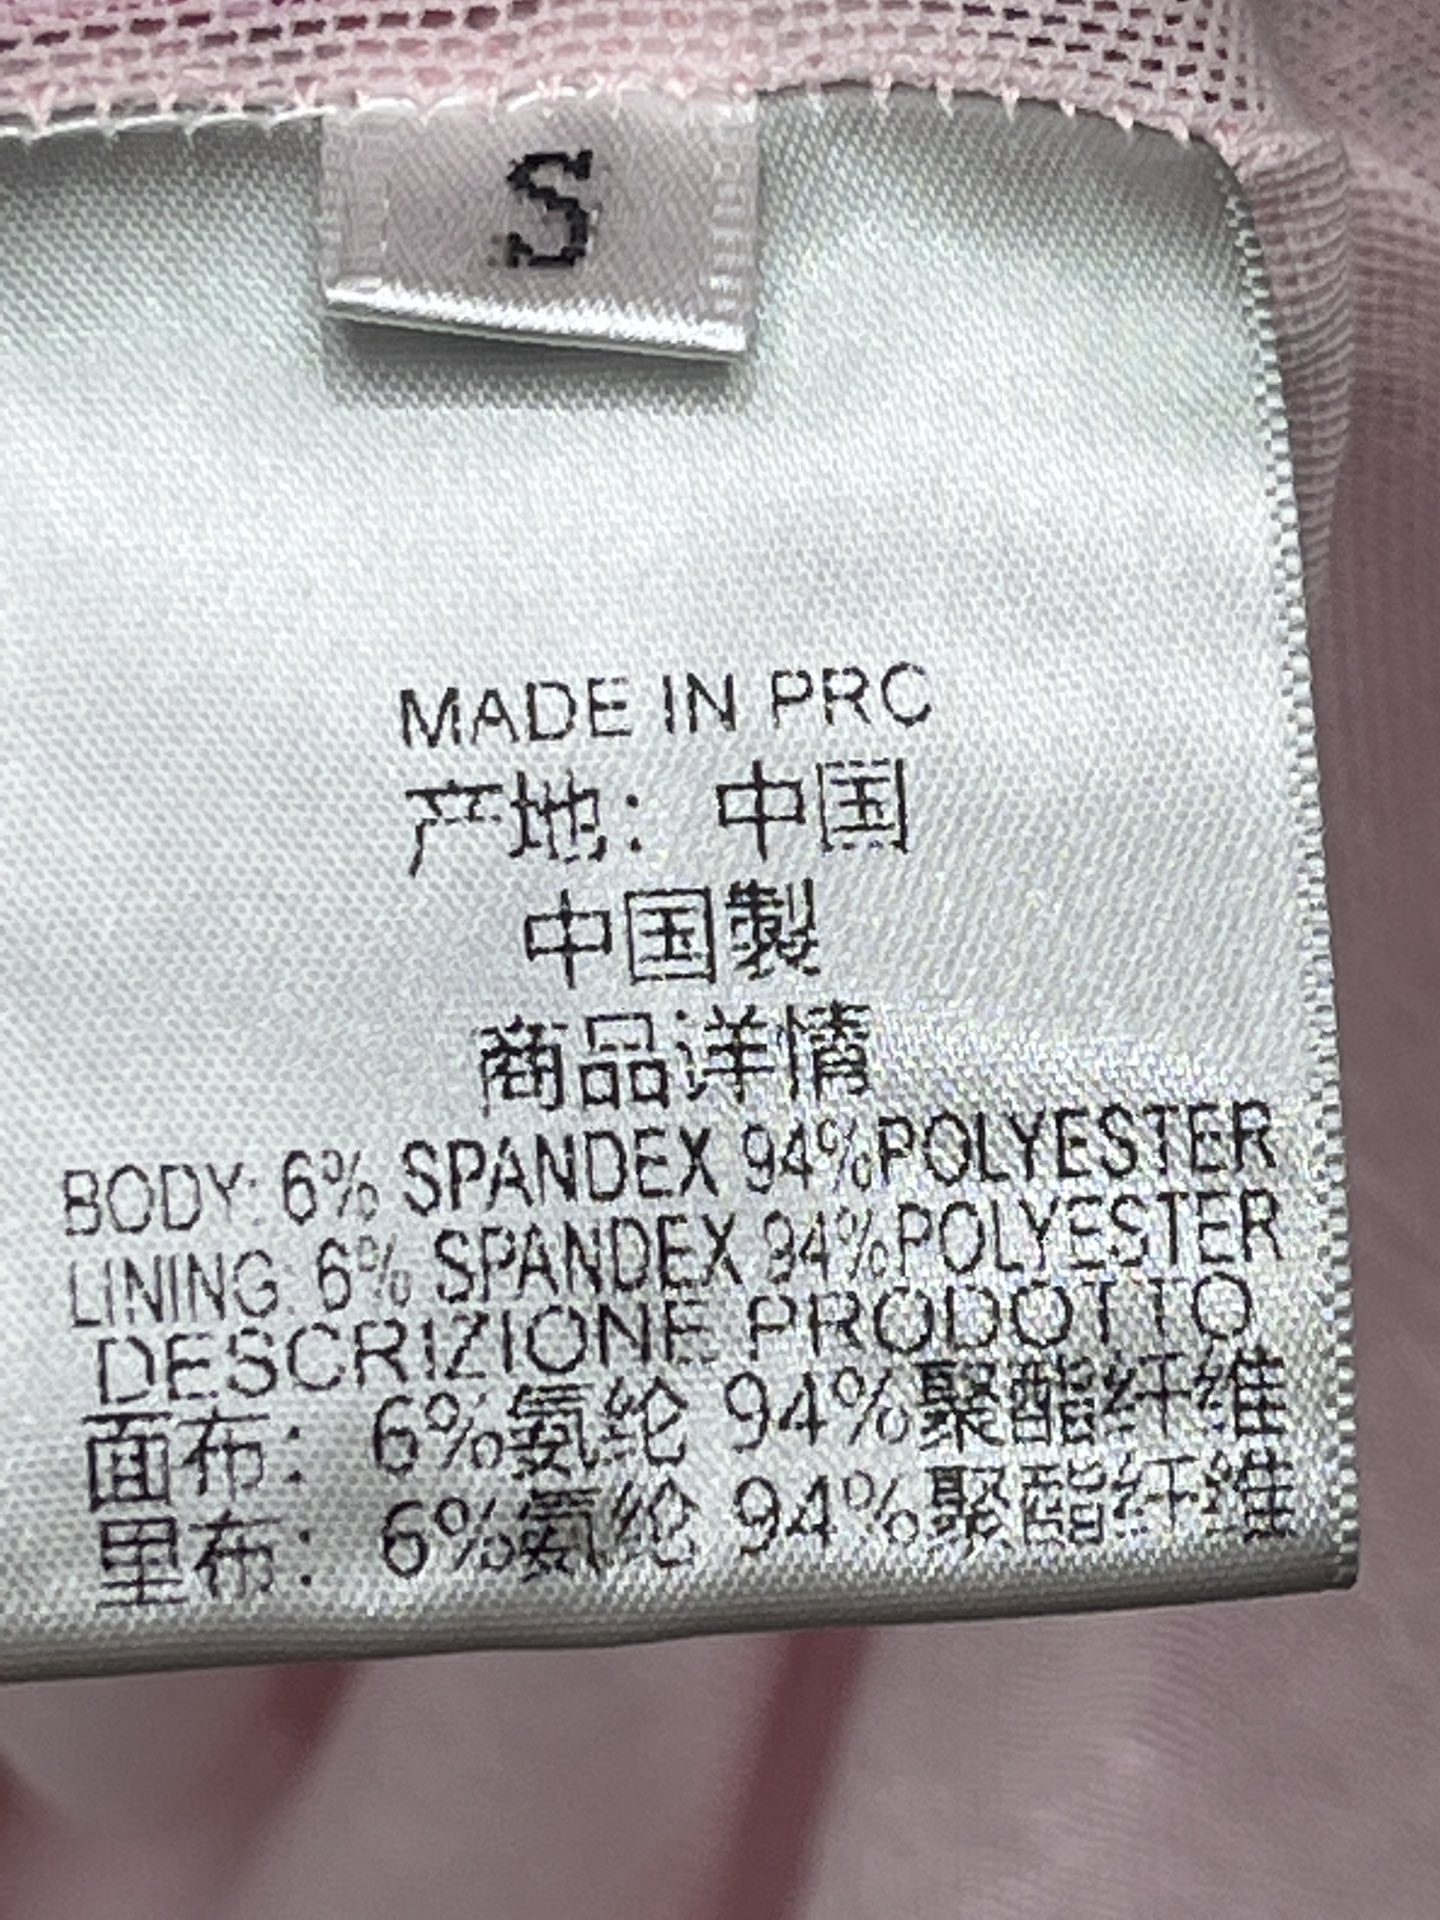 S
MADE IN PRC
产地：中国
中国製
商品洋情
BODY: 6% SPANDEX 94%POLYESTER
LINING: 6% SPANDEX 94%POLYESTER
DESCRIZIONE PRODOTTO
面布：6%氨纶 94%聚酯纤维
里布：6%氨纶 94%聚酯纤维